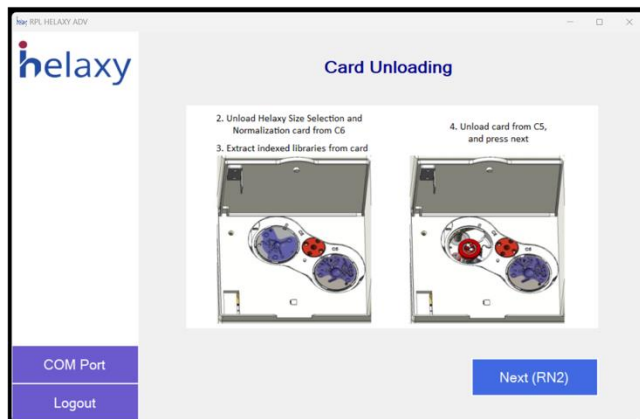 RPL HELAXY ADV
helaxy
Card Unloading
2. Unload Helaxy Size Selection and
Normalization card from C6
3. Extract indexed libraries from card
4. Unload card from C5,
and press next
COM Port
Logout
Next (RN2)